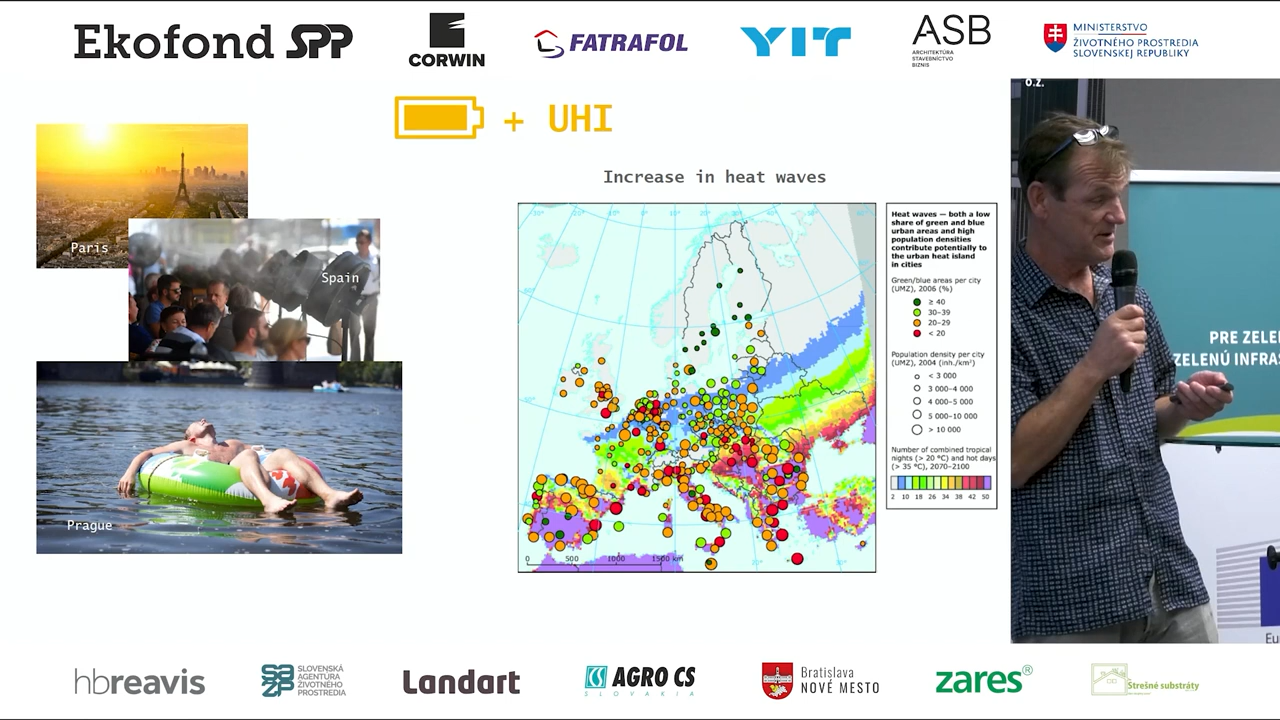 Ekofond SPP
CORWIN
FATRAFOL
YIT
ASB
ARCHITEKTÚRA
STAVEBNÍCTVO
BIZNIS
MINISTERSTVO
ŽIVOTNÉHO PROSTREDIA
SLOVENSKEJ REPUBLIKY
+ UHI
o.z.
Paris
Spain
Prague
Increase in heat waves
0 500 1000 1500 km
Heat waves — both a low
share of green and blue
urban areas and high
population densities
contribute potentially to
the urban heat island
in cities
Green/blue areas per city
(UMZ), 2006 (%)
≥ 40
30–39
20–29
< 20
Population density per city
(UMZ), 2004 (inh./km²)
< 3 000
3 000–4 000
4 000–5 000
5 000–10 000
> 10 000
Number of combined tropical
nights (> 20 °C) and hot days
(> 35 °C), 2070–2100
2 10 18 26 34 38 42 50
PRE ZELE
ZELENÚ INFRA
Eu
hbreavis
SLOVENSKÁ
AGENTÚRA
ŽIVOTNÉHO
PROSTREDIA
Landart
AGRO CS
SLOVAKIA
Bratislava
NOVÉ MESTO
zares®
Strešné substráty